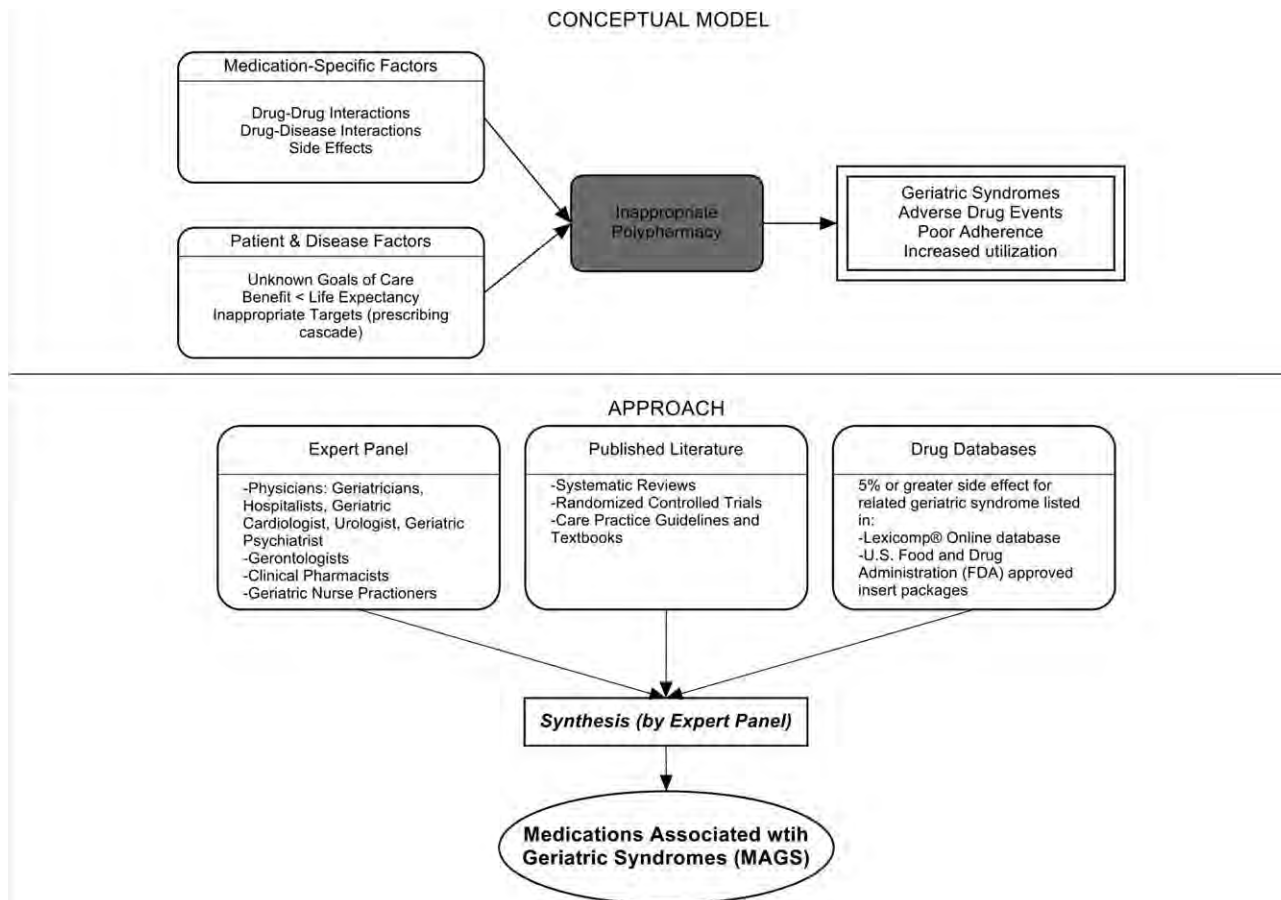 CONCEPTUAL MODEL
Medication-Specific Factors
Drug-Drug Interactions
Drug-Disease Interactions
Side Effects
Patient & Disease Factors
Unknown Goals of Care
Benefit < Life Expectancy
Inappropriate Targets (prescribing
cascade)
Inappropriate
Polypharmacy
Geriatric Syndromes
Adverse Drug Events
Poor Adherence
Increased utilization
APPROACH
Expert Panel
-Physicians: Geriatricians,
Hospitalists, Geriatric
Cardiologist, Urologist, Geriatric
Psychiatrist
-Gerontologists
-Clinical Pharmacists
-Geriatric Nurse Practioners
Published Literature
-Systematic Reviews
-Randomized Controlled Trials
-Care Practice Guidelines and
Textbooks
Drug Databases
5% or greater side effect for
related geriatric syndrome listed
in:
-Lexicomp® Online database
-U.S. Food and Drug
Administration (FDA) approved
insert packages
Synthesis (by Expert Panel)
Medications Associated wtih
Geriatric Syndromes (MAGS)